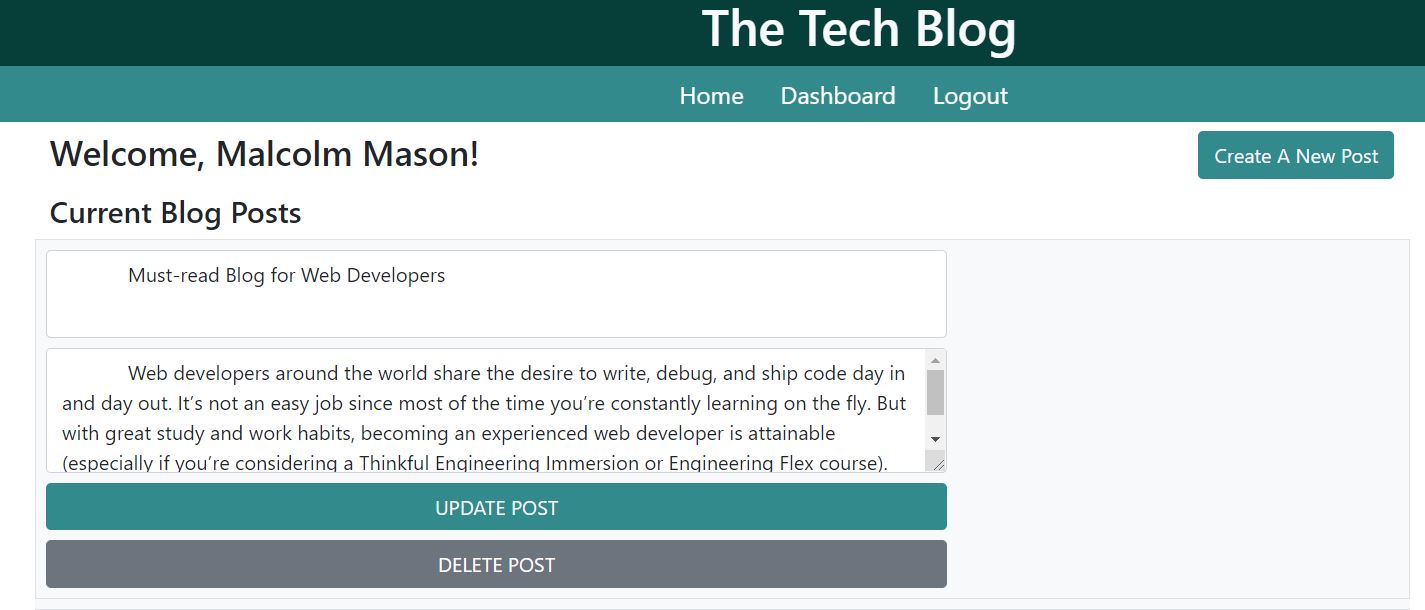 The Tech Blog
Home Dashboard Logout
Welcome, Malcolm Mason!
Create A New Post
Current Blog Posts
Must-read Blog for Web Developers
Web developers around the world share the desire to write, debug, and ship code day in
and day out. It’s not an easy job since most of the time you’re constantly learning on the fly. But
with great study and work habits, becoming an experienced web developer is attainable
(especially if you’re considering a Thinkful Engineering Immersion or Engineering Flex course).
UPDATE POST
DELETE POST